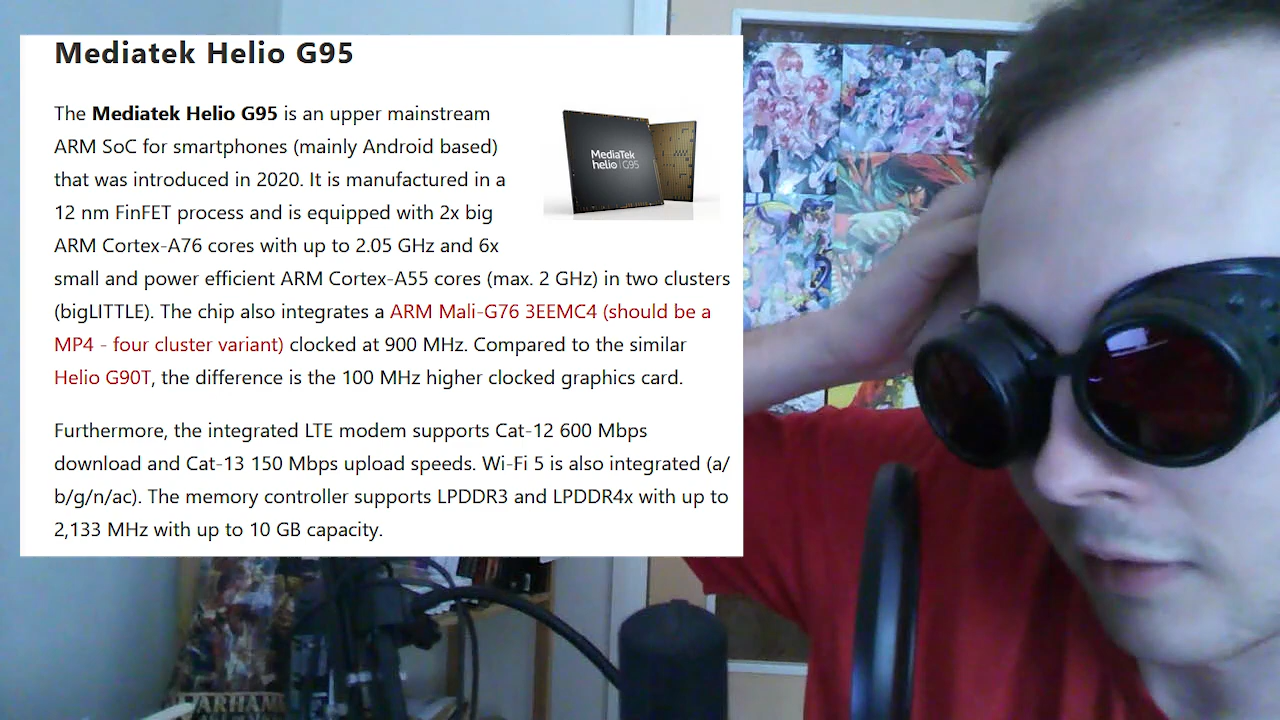 Mediatek Helio G95
The Mediatek Helio G95 is an upper mainstream
ARM SoC for smartphones (mainly Android based)
that was introduced in 2020. It is manufactured in a
12 nm FinFET process and is equipped with 2x big
ARM Cortex-A76 cores with up to 2.05 GHz and 6x
small and power efficient ARM Cortex-A55 cores (max. 2 GHz) in two clusters
(bigLITTLE). The chip also integrates a ARM Mali-G76 3EEMC4 (should be a
MP4 - four cluster variant) clocked at 900 MHz. Compared to the similar
Helio G90T, the difference is the 100 MHz higher clocked graphics card.
Furthermore, the integrated LTE modem supports Cat-12 600 Mbps
download and Cat-13 150 Mbps upload speeds. Wi-Fi 5 is also integrated (a/
b/g/n/ac). The memory controller supports LPDDR3 and LPDDR4x with up to
2,133 MHz with up to 10 GB capacity.
MediaTek
helio G95